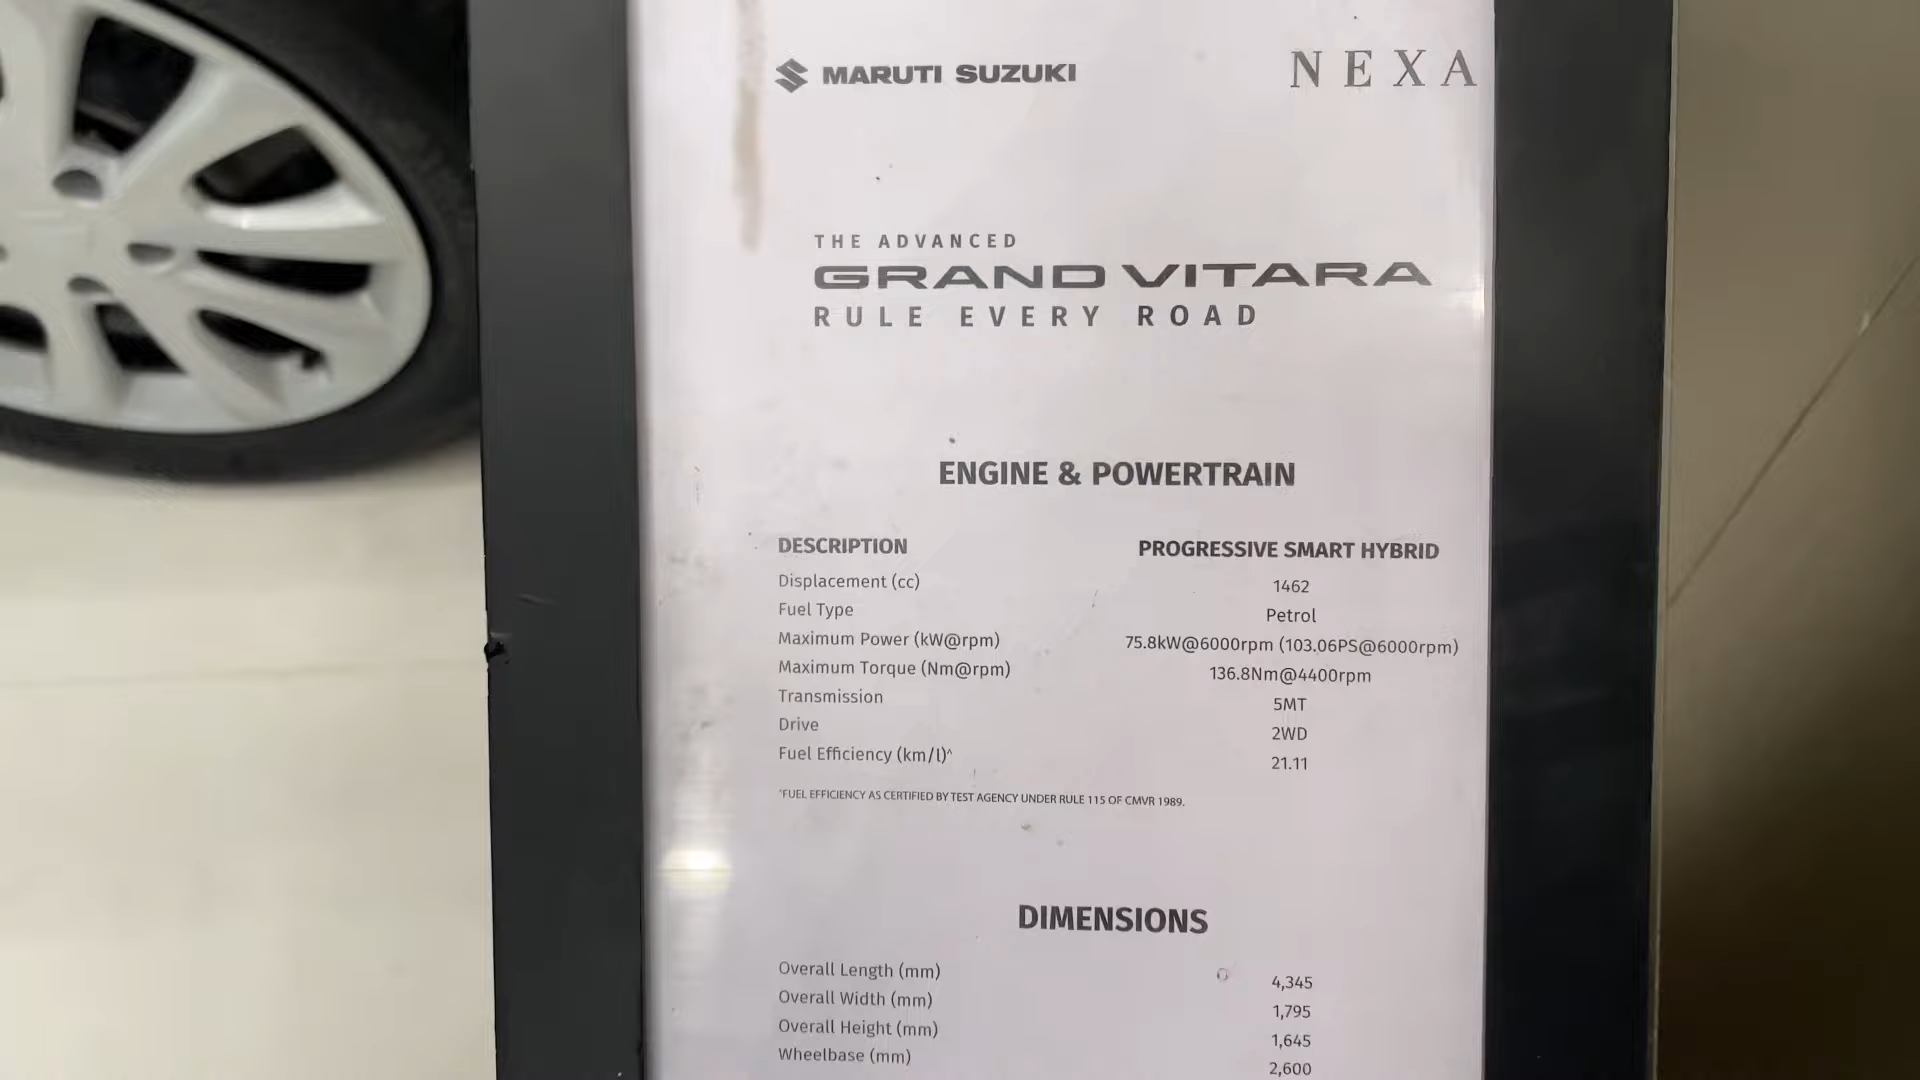 MARUTI SUZUKI NEXA
THE ADVANCED
GRAND VITARA
RULE EVERY ROAD
ENGINE & POWERTRAIN
DESCRIPTION PROGRESSIVE SMART HYBRID
Displacement (cc) 1462
Fuel Type Petrol
Maximum Power (kW@rpm) 75.8kW@6000rpm (103.06PS@6000rpm)
Maximum Torque (Nm@rpm) 136.8Nm@4400rpm
Transmission 5MT
Drive 2WD
Fuel Efficiency (km/l)^ 21.11
^FUEL EFFICIENCY AS CERTIFIED BY TEST AGENCY UNDER RULE 115 OF CMVR 1989.
DIMENSIONS
Overall Length (mm) 4,345
Overall Width (mm) 1,795
Overall Height (mm) 1,645
Wheelbase (mm) 2,600